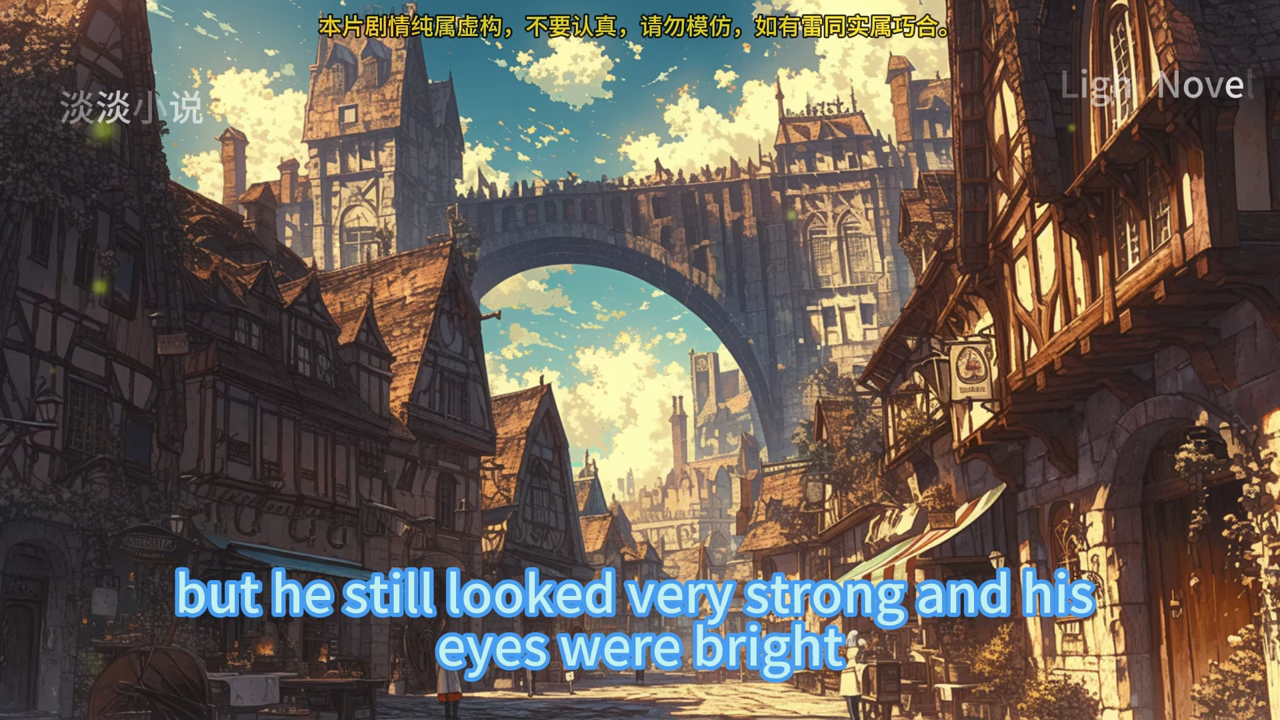 本片剧情纯属虚构，不要认真，请勿模仿，如有雷同实属巧合。
淡淡小说
Light Novel
but he still looked very strong and his
eyes were bright